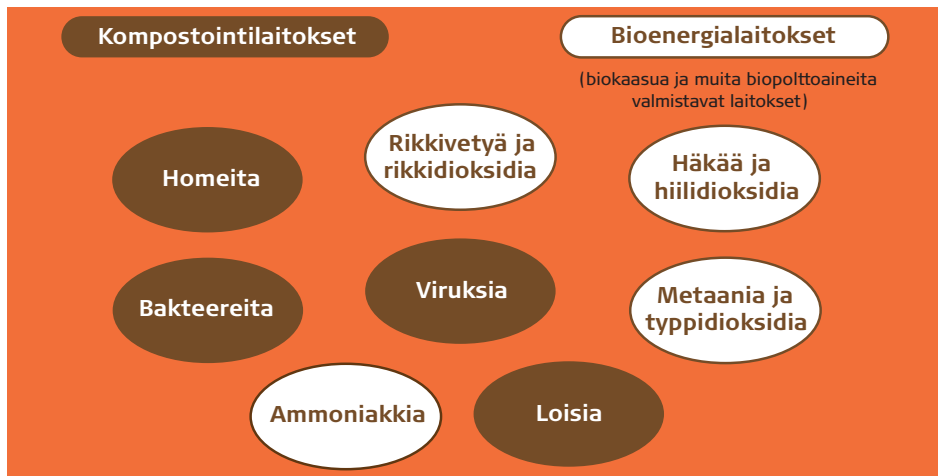 Kompostointilaitokset
Bioenergialaitokset
(biokaasua ja muita biopolttoaineita
valmistavat laitokset)
Rikkivetyä ja
rikkidioksidia
Homeita
Häkää ja
hiilidioksidia
Viruksia
Bakteereita
Metaania ja
typpidioksidia
Ammoniakkia
Loisia